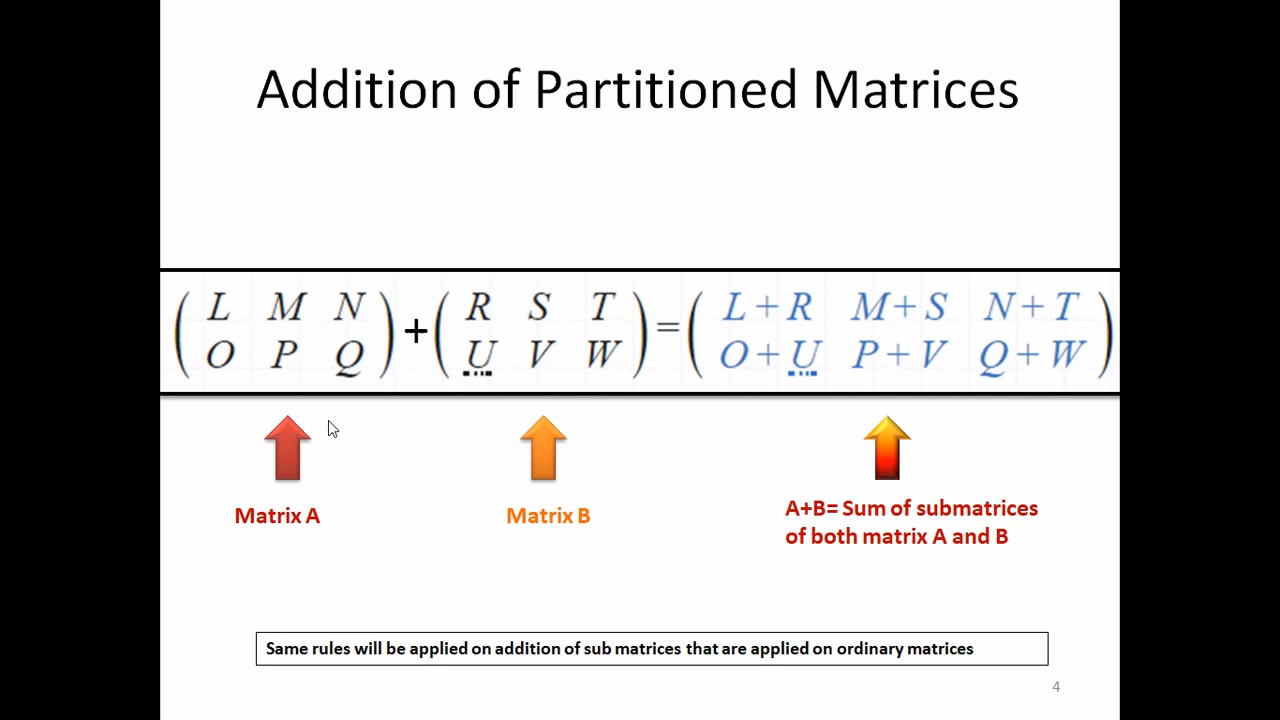 Addition of Partitioned Matrices
( L M N ) + ( R S T ) = ( L + R M + S N + T )
( O P Q ) ( U V W ) ( O + U P + V Q + W )
Matrix A
Matrix B
A+B= Sum of submatrices
of both matrix A and B
Same rules will be applied on addition of sub matrices that are applied on ordinary matrices
4